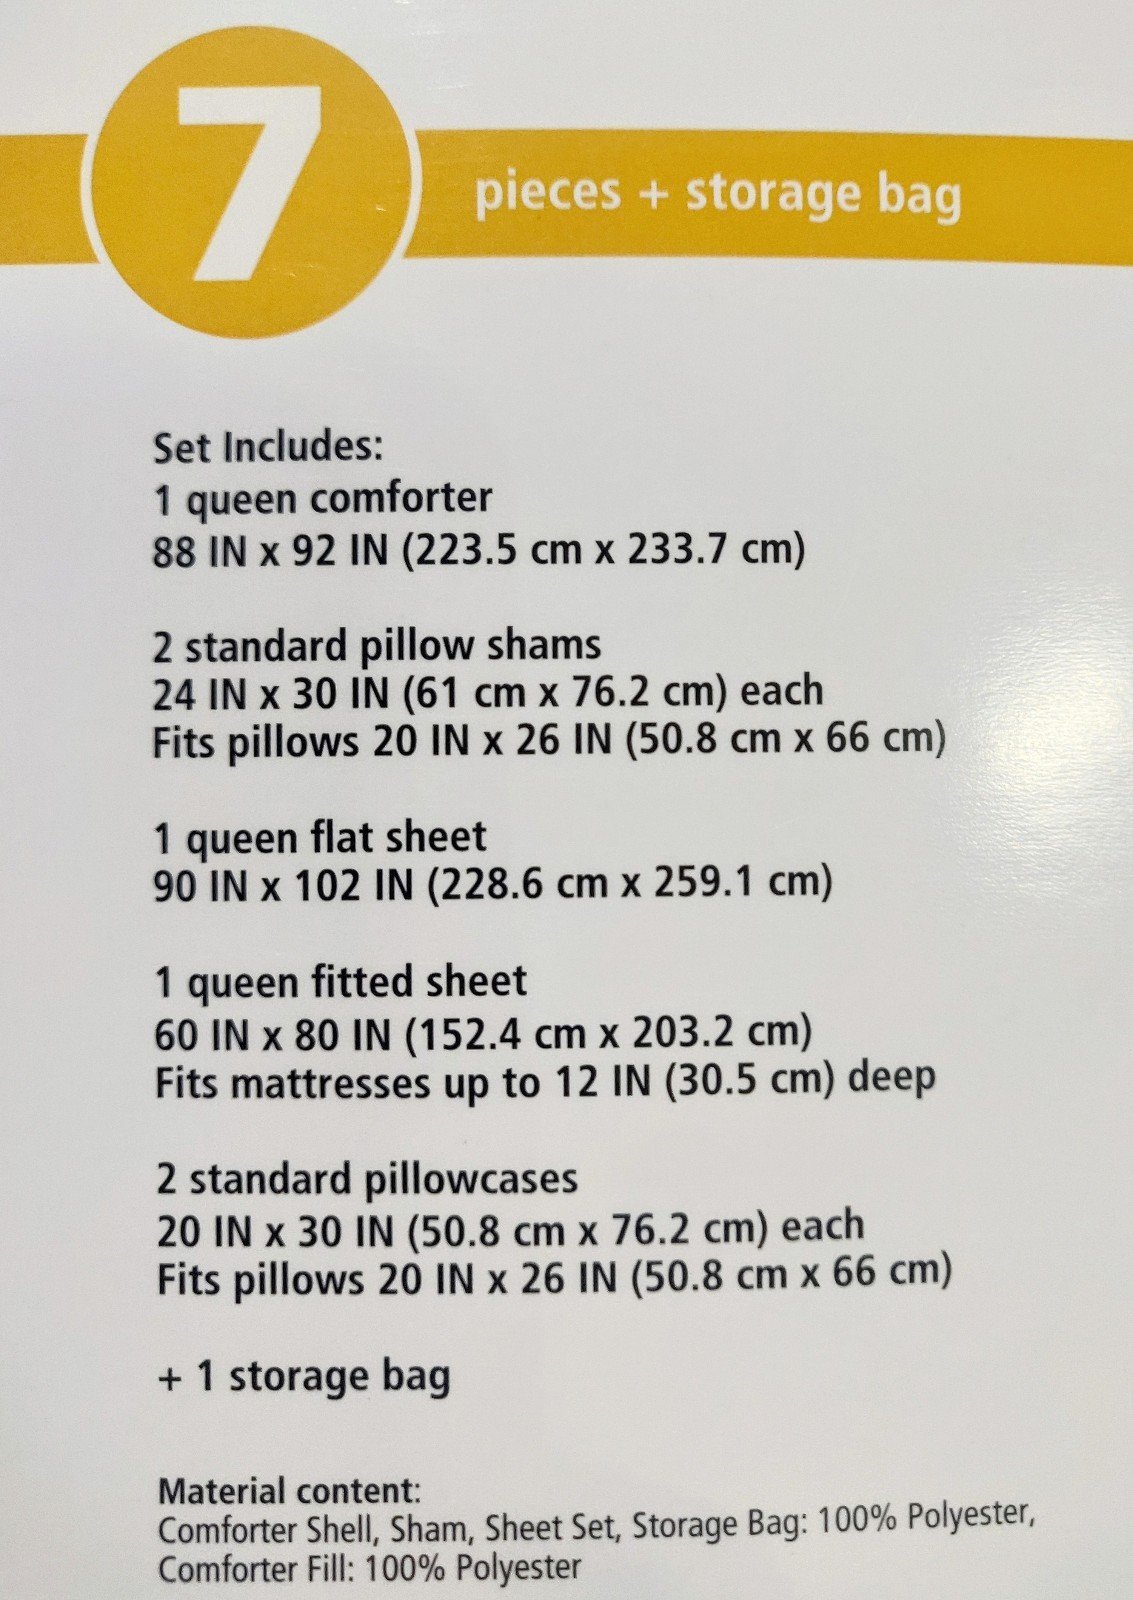 7
pieces + storage bag
Set Includes:
1 queen comforter
88 IN x 92 IN (223.5 cm x 233.7 cm)
2 standard pillow shams
24 IN x 30 IN (61 cm x 76.2 cm) each
Fits pillows 20 IN x 26 IN (50.8 cm x 66 cm)
1 queen flat sheet
90 IN x 102 IN (228.6 cm x 259.1 cm)
1 queen fitted sheet
60 IN x 80 IN (152.4 cm x 203.2 cm)
Fits mattresses up to 12 IN (30.5 cm) deep
2 standard pillowcases
20 IN x 30 IN (50.8 cm x 76.2 cm) each
Fits pillows 20 IN x 26 IN (50.8 cm x 66 cm)
+ 1 storage bag
Material content:
Comforter Shell, Sham, Sheet Set, Storage Bag: 100% Polyester,
Comforter Fill: 100% Polyester